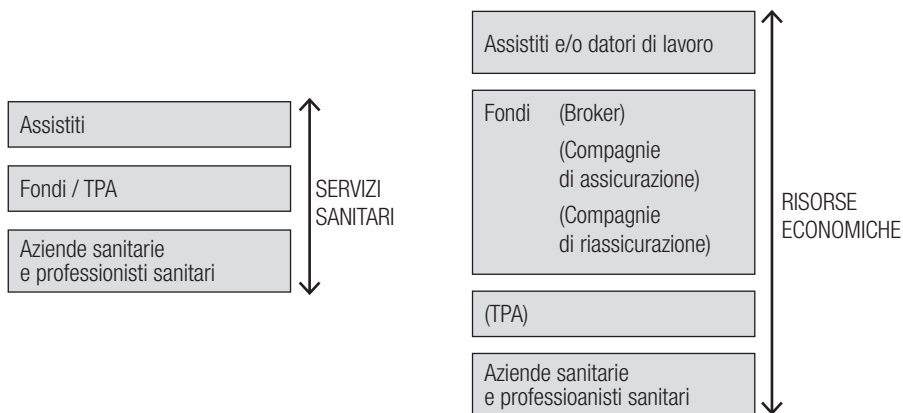 Assistiti
Fondi / TPA
Aziende sanitarie
e professionisti sanitari
SERVIZI
SANITARI
Assistiti e/o datori di lavoro
Fondi (Broker)
(Compagnie
di assicurazione)
(Compagnie
di riassicurazione)
(TPA)
Aziende sanitarie
e professioanisti sanitari
RISORSE
ECONOMICHE